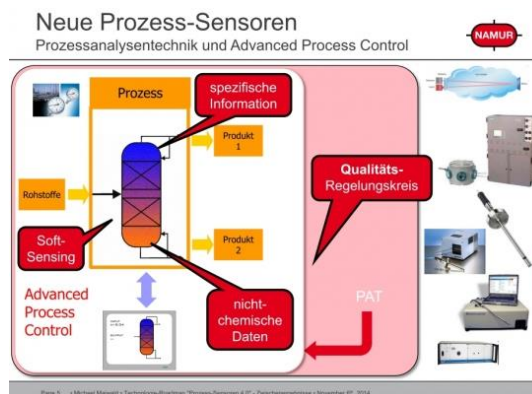 Neue Prozess-Sensoren
Prozessanalysentechnik und Advanced Process Control
NAMUR
Prozess
spezifische
Information
Produkt
1
Qualitäts-
Regelungskreis
Rohstoffe
Soft-
Sensing
Produkt
2
Advanced
Process
Control
nicht-
chemische
Daten
PAT